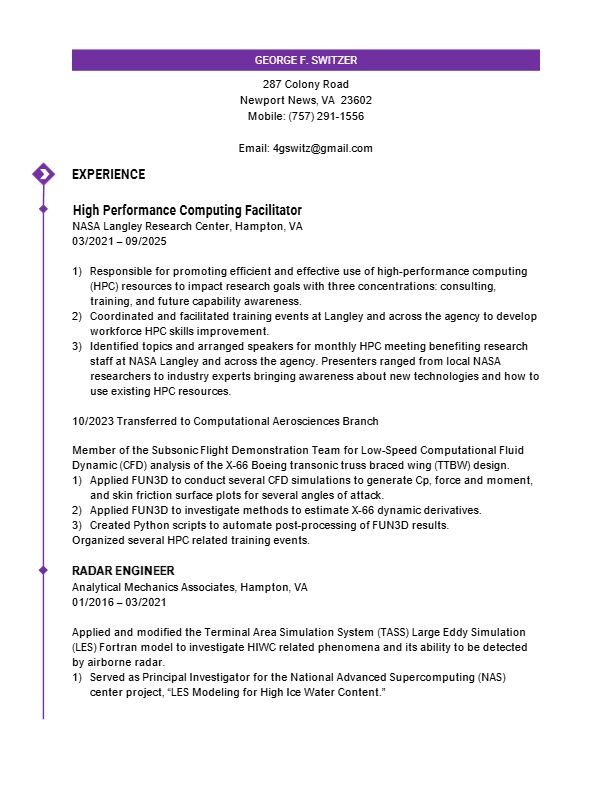 GEORGE F. SWITZER
287 Colony Road
Newport News, VA  23602
Mobile: (757) 291-1556
Email: 4gswitz@gmail.com
EXPERIENCE
High Performance Computing Facilitator
NASA Langley Research Center, Hampton, VA
03/2021 – 09/2025
1) Responsible for promoting efficient and effective use of high-performance computing
(HPC) resources to impact research goals with three concentrations: consulting,
training, and future capability awareness.
2) Coordinated and facilitated training events at Langley and across the agency to develop
workforce HPC skills improvement.
3) Identified topics and arranged speakers for monthly HPC meeting benefiting research
staff at NASA Langley and across the agency. Presenters ranged from local NASA
researchers to industry experts bringing awareness about new technologies and how to
use existing HPC resources.
10/2023 Transferred to Computational Aerosciences Branch
Member of the Subsonic Flight Demonstration Team for Low-Speed Computational Fluid
Dynamic (CFD) analysis of the X-66 Boeing transonic truss braced wing (TTBW) design.
1) Applied FUN3D to conduct several CFD simulations to generate Cp, force and moment,
and skin friction surface plots for several angles of attack.
2) Applied FUN3D to investigate methods to estimate X-66 dynamic derivatives.
3) Created Python scripts to automate post-processing of FUN3D results.
Organized several HPC related training events.
RADAR ENGINEER
Analytical Mechanics Associates, Hampton, VA
01/2016 – 03/2021
Applied and modified the Terminal Area Simulation System (TASS) Large Eddy Simulation
(LES) Fortran model to investigate HIWC related phenomena and its ability to be detected
by airborne radar.
1) Served as Principal Investigator for the National Advanced Supercomputing (NAS)
center project, “LES Modeling for High Ice Water Content.”